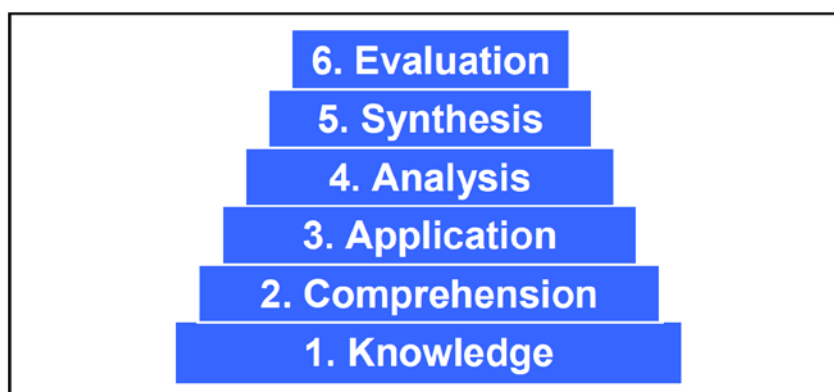 6. Evaluation
5. Synthesis
4. Analysis
3. Application
2. Comprehension
1. Knowledge